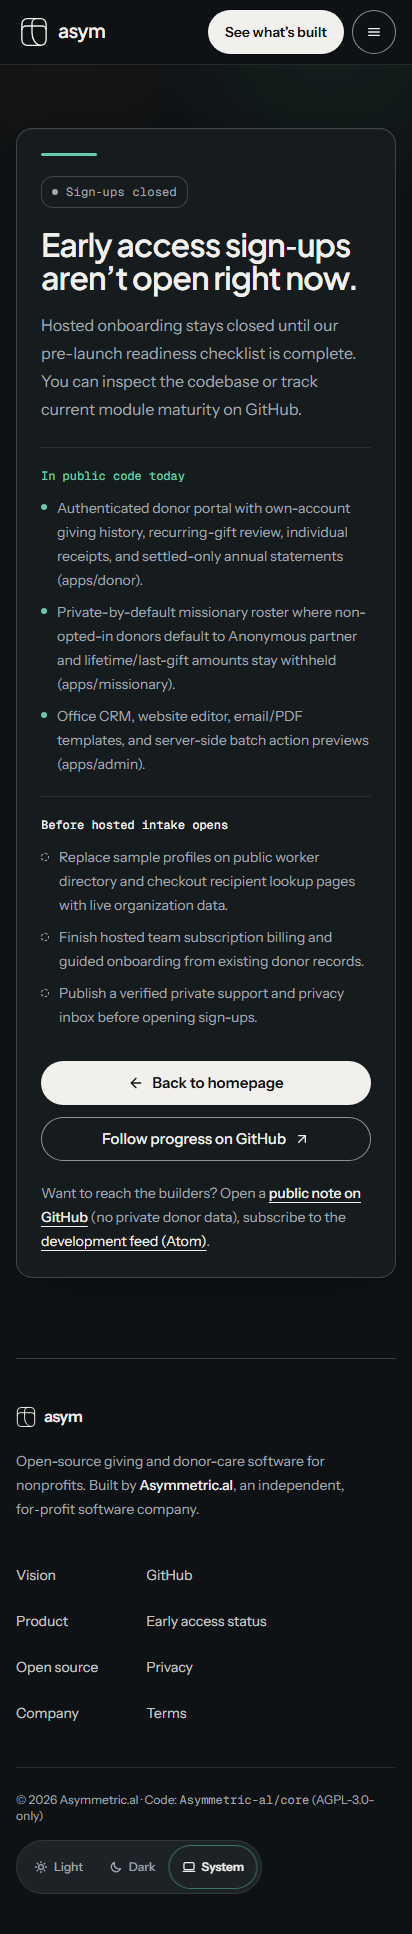 asym
See what's built
Sign-ups closed
Early access sign-ups
aren't open right now.
Hosted onboarding stays closed until our
pre-launch readiness checklist is complete.
You can inspect the codebase or track
current module maturity on GitHub.
In public code today
Authenticated donor portal with own-account
giving history, recurring-gift review, individual
receipts, and settled-only annual statements
(apps/donor).
Private-by-default missionary roster where non-
opted-in donors default to Anonymous partner
and lifetime/last-gift amounts stay withheld
(apps/missionary).
Office CRM, website editor, email/PDF
templates, and server-side batch action previews
(apps/admin).
Before hosted intake opens
Replace sample profiles on public worker
directory and checkout recipient lookup pages
with live organization data.
Finish hosted team subscription billing and
guided onboarding from existing donor records.
Publish a verified private support and privacy
inbox before opening sign-ups.
← Back to homepage
Follow progress on GitHub ↗
Want to reach the builders? Open a public note on
GitHub (no private donor data), subscribe to the
development feed (Atom).
asym
Open-source giving and donor-care software for
nonprofits. Built by Asymmetric.al, an independent,
for-profit software company.
Vision GitHub
Product Early access status
Open source Privacy
Company Terms
© 2026 Asymmetric.al · Code: Asymmetric-al/core (AGPL-3.0-
only)
Light Dark System